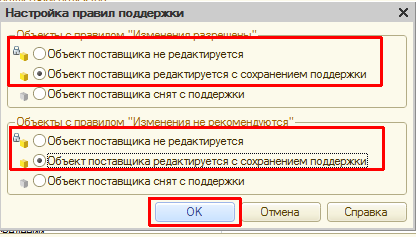 Настройка правил поддержки
Объекты с правилом "Изменения разрешены"
Объект поставщика не редактируется
Объект поставщика редактируется с сохранением поддержки
Объект поставщика снят с поддержки
Объекты с правилом "Изменения не рекомендуются"
Объект поставщика не редактируется
Объект поставщика редактируется с сохранением поддержки
Объект поставщика снят с поддержки
OK Отмена Справка